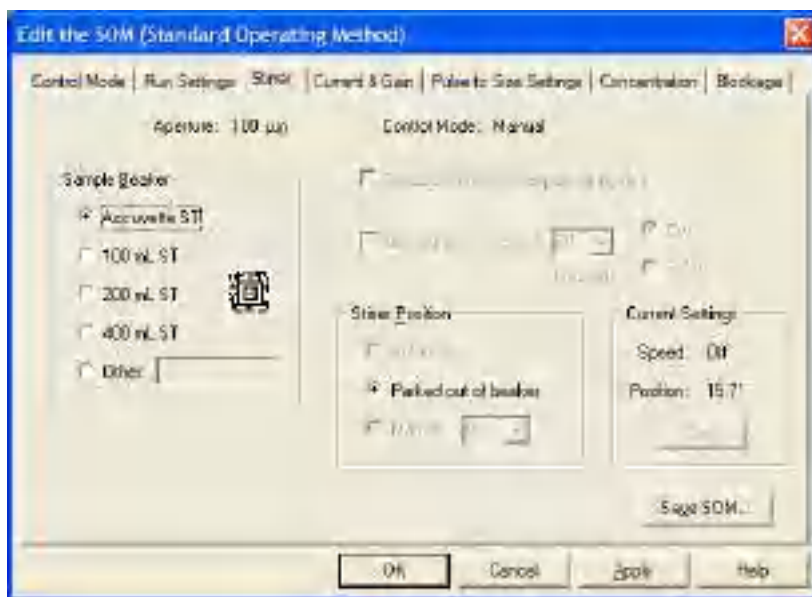 Edit the SOM (Standard Operating Method)
Control Mode | Run Settings | Stirrer | Current & Gain | Pulse to Size Settings | Concentration | Blockage
Aperture: 100 µm Control Mode: Manual
Sample Beaker
Accuvette ST
100 mL ST
200 mL ST
400 mL ST
Other
Stirrer Position
Parked out of beaker
Current Settings
Speed: Off
Position: 15.7°
Save SOM...
OK Cancel Apply Help